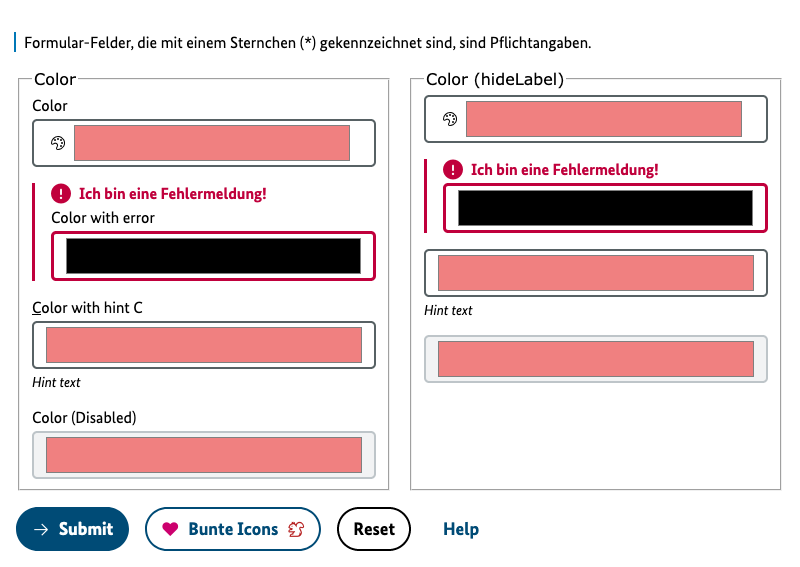 Formular-Felder, die mit einem Sternchen (*) gekennzeichnet sind, sind Pflichtangaben.
Color
Color
Ich bin eine Fehlermeldung!
Color with error
Color with hint C
Hint text
Color (Disabled)
Color (hideLabel)
Ich bin eine Fehlermeldung!
Hint text
Submit
Bunte Icons
Reset
Help